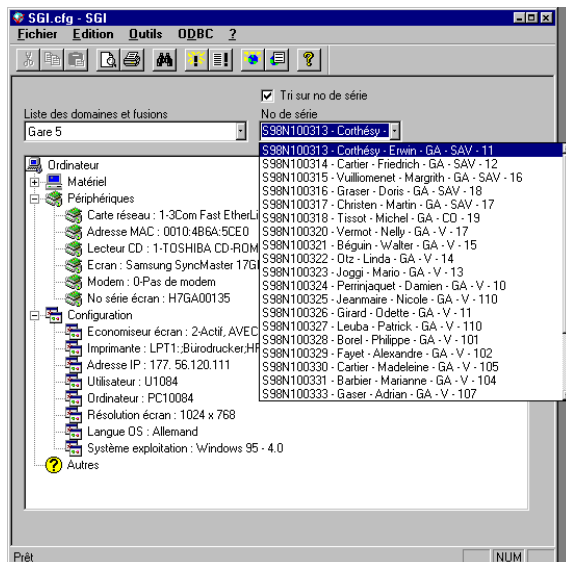 SGI.cfg - SGI
Fichier Edition Outils ODBC ?
Tri sur no de série
Liste des domaines et fusions
No de série
Gare 5
S98N100313 - Corthésy -
S98N100313 - Corthésy - Erwin - GA - SAV - 11
S98N100314 - Cartier - Friedrich - GA - SAV - 12
S98N100315 - Vuilliomenet - Margrith - GA - SAV - 16
S98N100316 - Graser - Doris - GA - SAV - 18
S98N100317 - Christen - Martin - GA - SAV - 17
S98N100318 - Tissot - Michel - GA - CO - 19
S98N100320 - Vermot - Nelly - GA - V - 17
S98N100321 - Béguin - Walter - GA - V - 15
S98N100322 - Otz - Linda - GA - V - 14
S98N100323 - Joggi - Mario - GA - V - 13
S98N100324 - Perrinjaquet - Damien - GA - V - 10
S98N100325 - Jeanmaire - Nicole - GA - V - 110
S98N100326 - Girard - Odette - GA - V - 11
S98N100327 - Leuba - Patrick - GA - V - 110
S98N100328 - Borel - Philippe - GA - V - 101
S98N100329 - Fayet - Alexandre - GA - V - 102
S98N100330 - Cartier - Madeleine - GA - V - 105
S98N100331 - Barbier - Marianne - GA - V - 104
S98N100333 - Gaser - Adrian - GA - V - 107
Ordinateur
Matériel
Périphériques
Carte réseau : 1-3Com Fast EtherLi
Adresse MAC : 0010:4B6A:5CE0
Lecteur CD : 1-TOSHIBA CD-ROM
Ecran : Samsung SyncMaster 17Gl
Modem : 0-Pas de modem
No série écran : H7GA00135
Configuration
Economiseur écran : 2-Actif, AVEC
Imprimante : LPT1:;Bürodrucker;HF
Adresse IP : 177. 56.120.111
Utilisateur : U1084
Ordinateur : PC10084
Résolution écran : 1024 x 768
Langue OS : Allemand
Système exploitation : Windows 95 - 4.0
Autres
Prêt
NUM